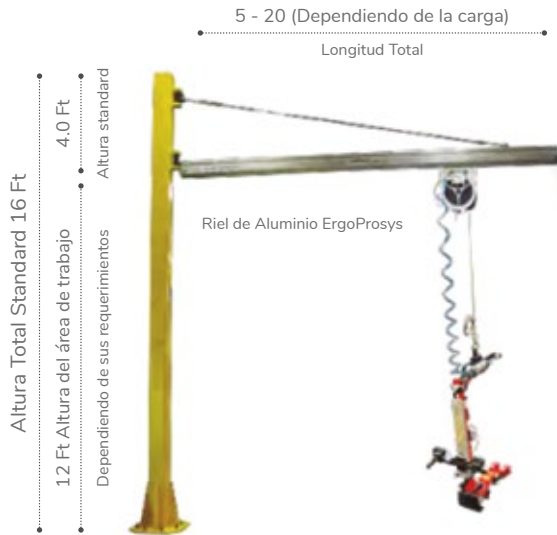 5 - 20 (Dependiendo de la carga)
Longitud Total
Altura Total Standard 16 Ft
4.0 Ft
Altura standard
12 Ft Altura del área de trabajo
Dependiendo de sus requerimientos
Riel de Aluminio ErgoProsys